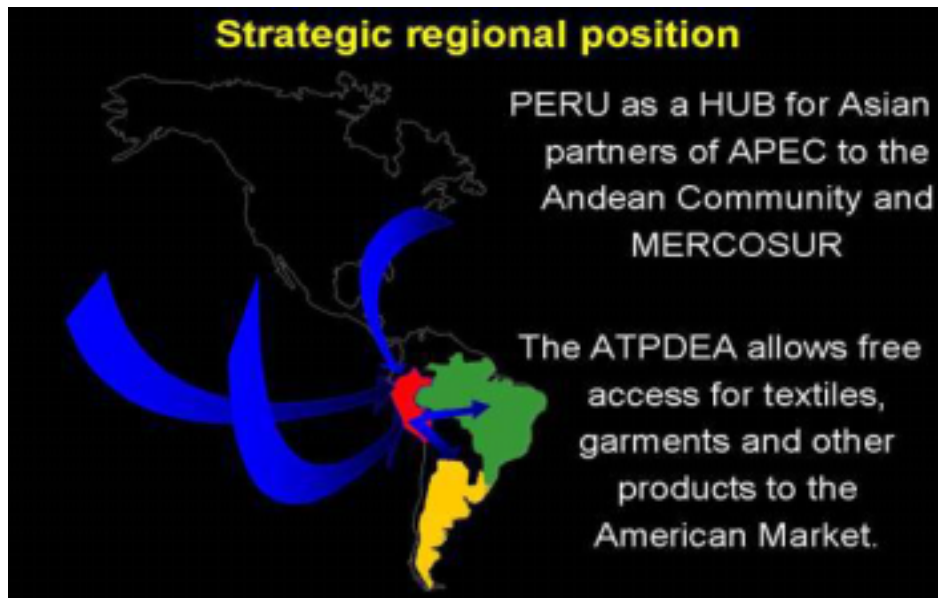 Strategic regional position
PERU as a HUB for Asian
partners of APEC to the
Andean Community and
MERCOSUR
The ATPDEA allows free
access for textiles,
garments and other
products to the
American Market.